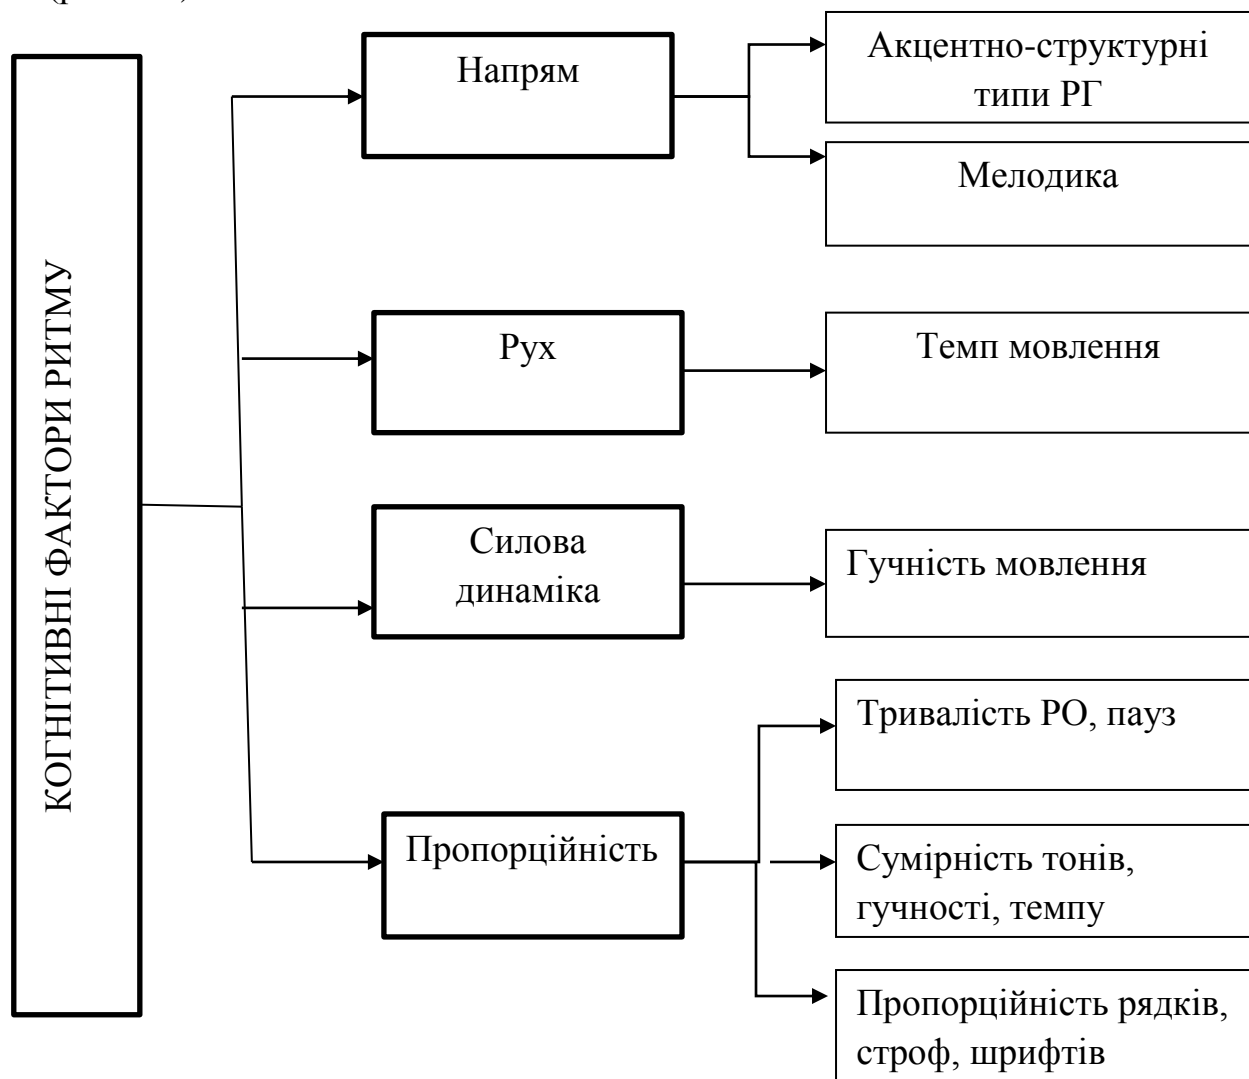 КОГНІТИВНІ ФАКТОРИ РИТМУ
Напрям
Акцентно-структурні
типи РГ
Мелодика
Рух
Темп мовлення
Силова
динаміка
Гучність мовлення
Пропорційність
Тривалість РО, пауз
Сумірність тонів,
гучності, темпу
Пропорційність рядків,
строф, шрифтів